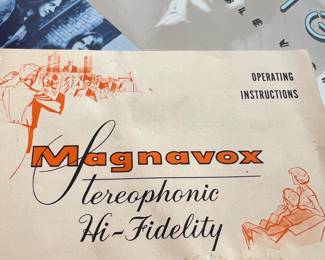 OPERATING
INSTRUCTIONS
Magnavox
Stereophonic
Hi-Fidelity